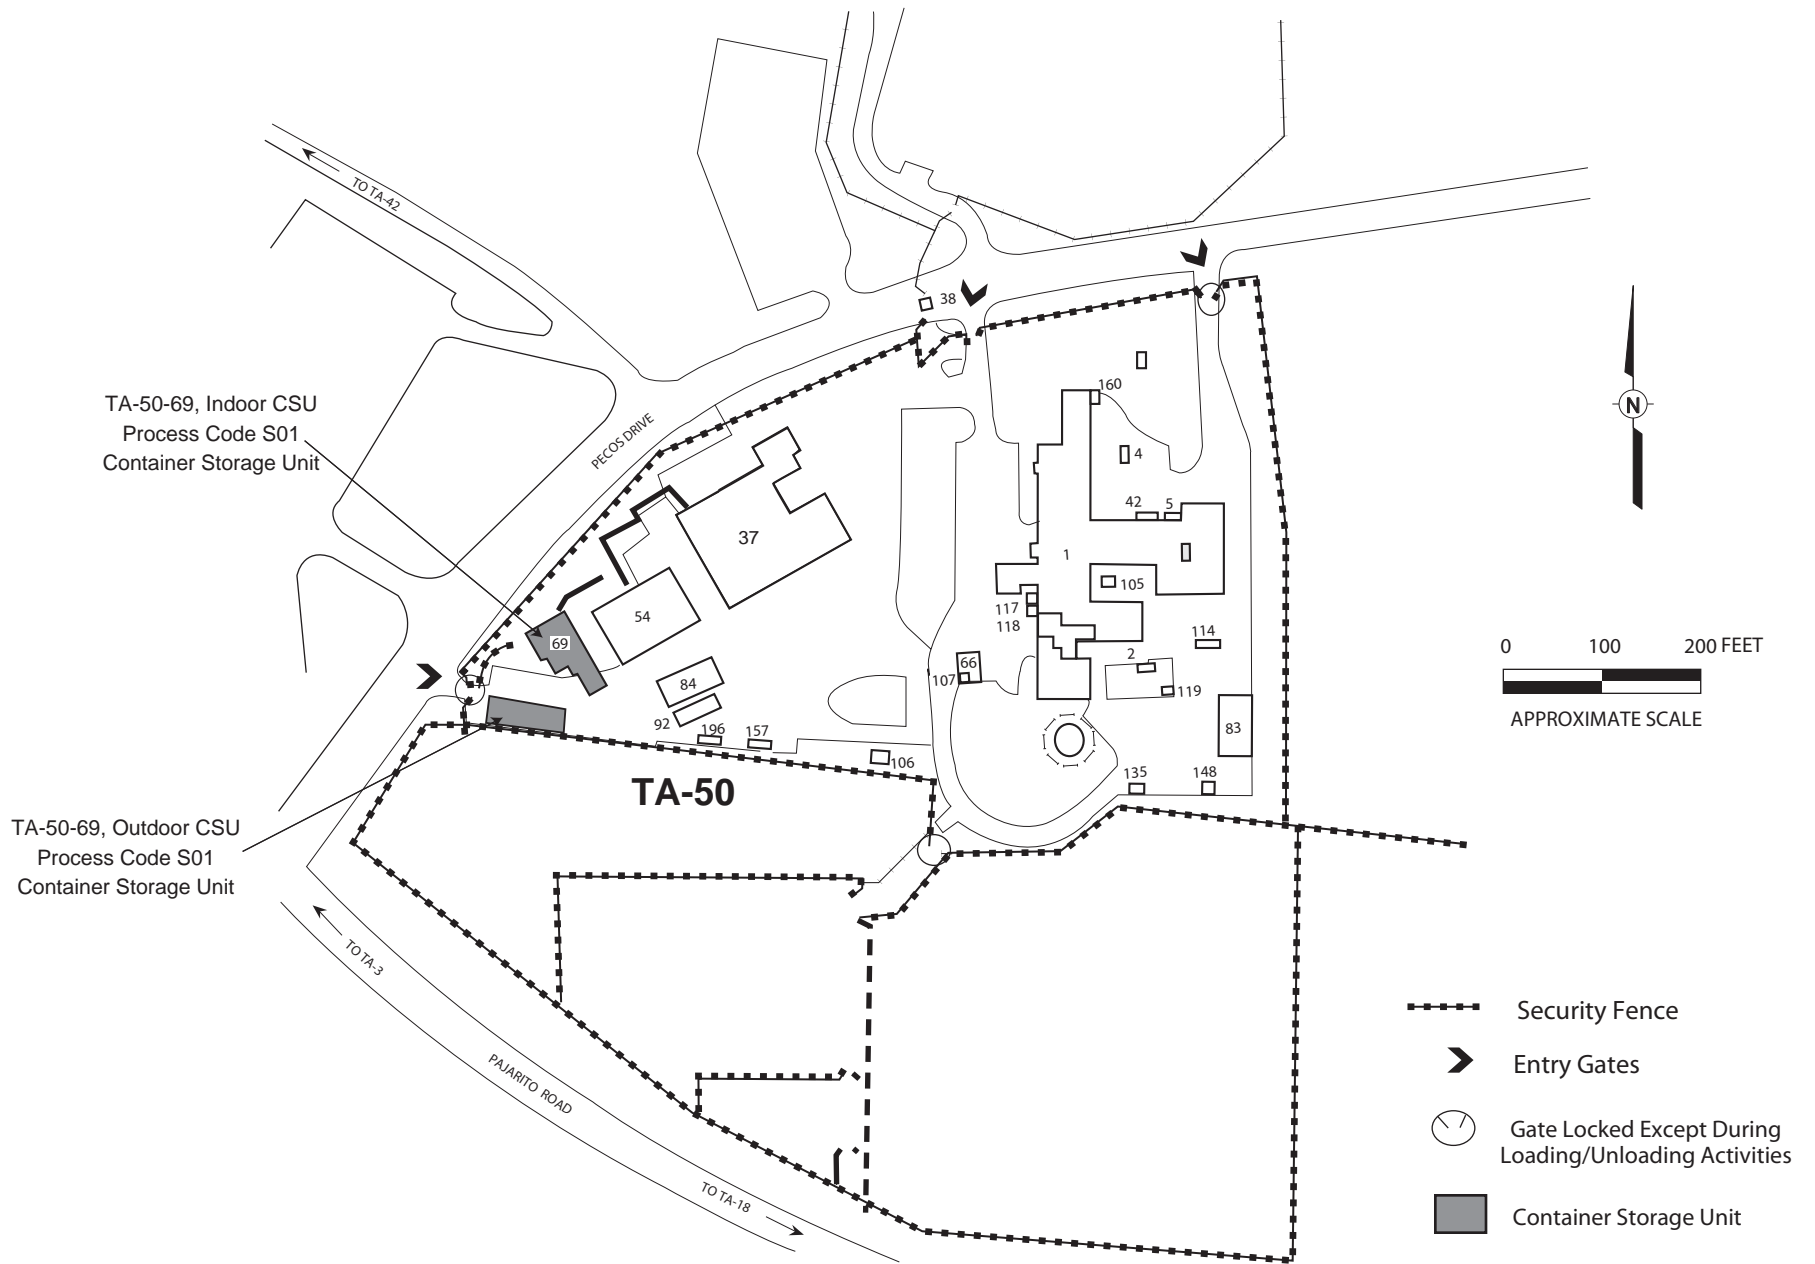 TO TA-42
38
160
TA-50-69, Indoor CSU
Process Code S01
Container Storage Unit
PECOS DRIVE
N
4
42
5
37
1
105
54
117
118
69
114
0
100
200 FEET
66
2
107
84
119
APPROXIMATE SCALE
92
196
157
83
106
135
148
TA-50
TA-50-69, Outdoor CSU
Process Code S01
Container Storage Unit
TO TA-3
PAJARITO ROAD
TO TA-18
Security Fence
Entry Gates
Gate Locked Except During
Loading/Unloading Activities
Container Storage Unit